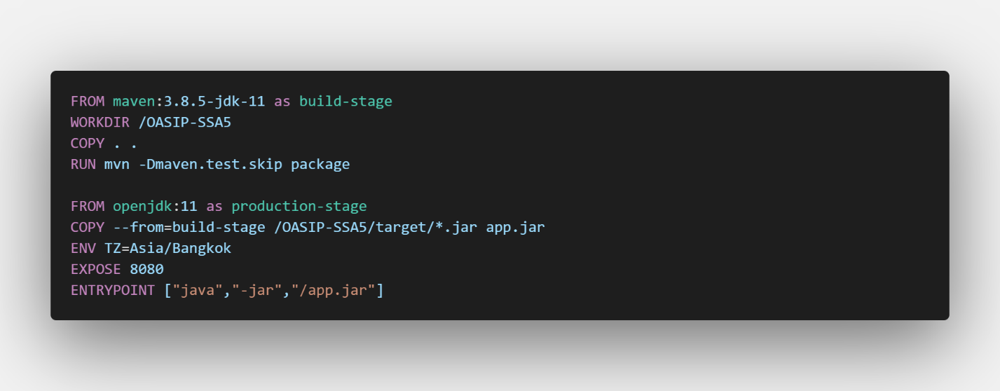 FROM maven:3.8.5-jdk-11 as build-stage
WORKDIR /OASIP-SSA5
COPY . .
RUN mvn -Dmaven.test.skip package
FROM openjdk:11 as production-stage
COPY --from=build-stage /OASIP-SSA5/target/*.jar app.jar
ENV TZ=Asia/Bangkok
EXPOSE 8080
ENTRYPOINT ["java","-jar","/app.jar"]